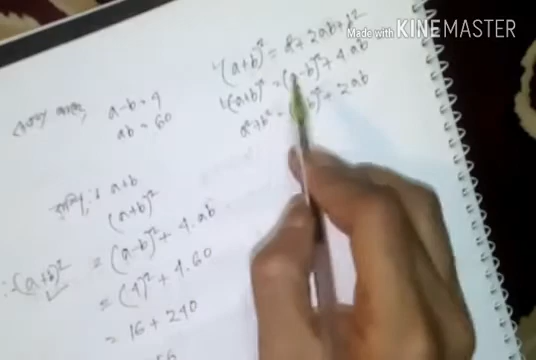 Made with KINEMASTER
(a+b)² = a² + 2ab + b²
(a+b)² = (a-b)² + 4ab
a²+b² = b)² = 2ab
দেওয়া আছে, a-b = 4
ab = 60
রাশি: a+b
(a+b)²
∴ (a+b)² = (a-b)² + 4.ab
= (4)² + 4.60
= 16 + 240
56